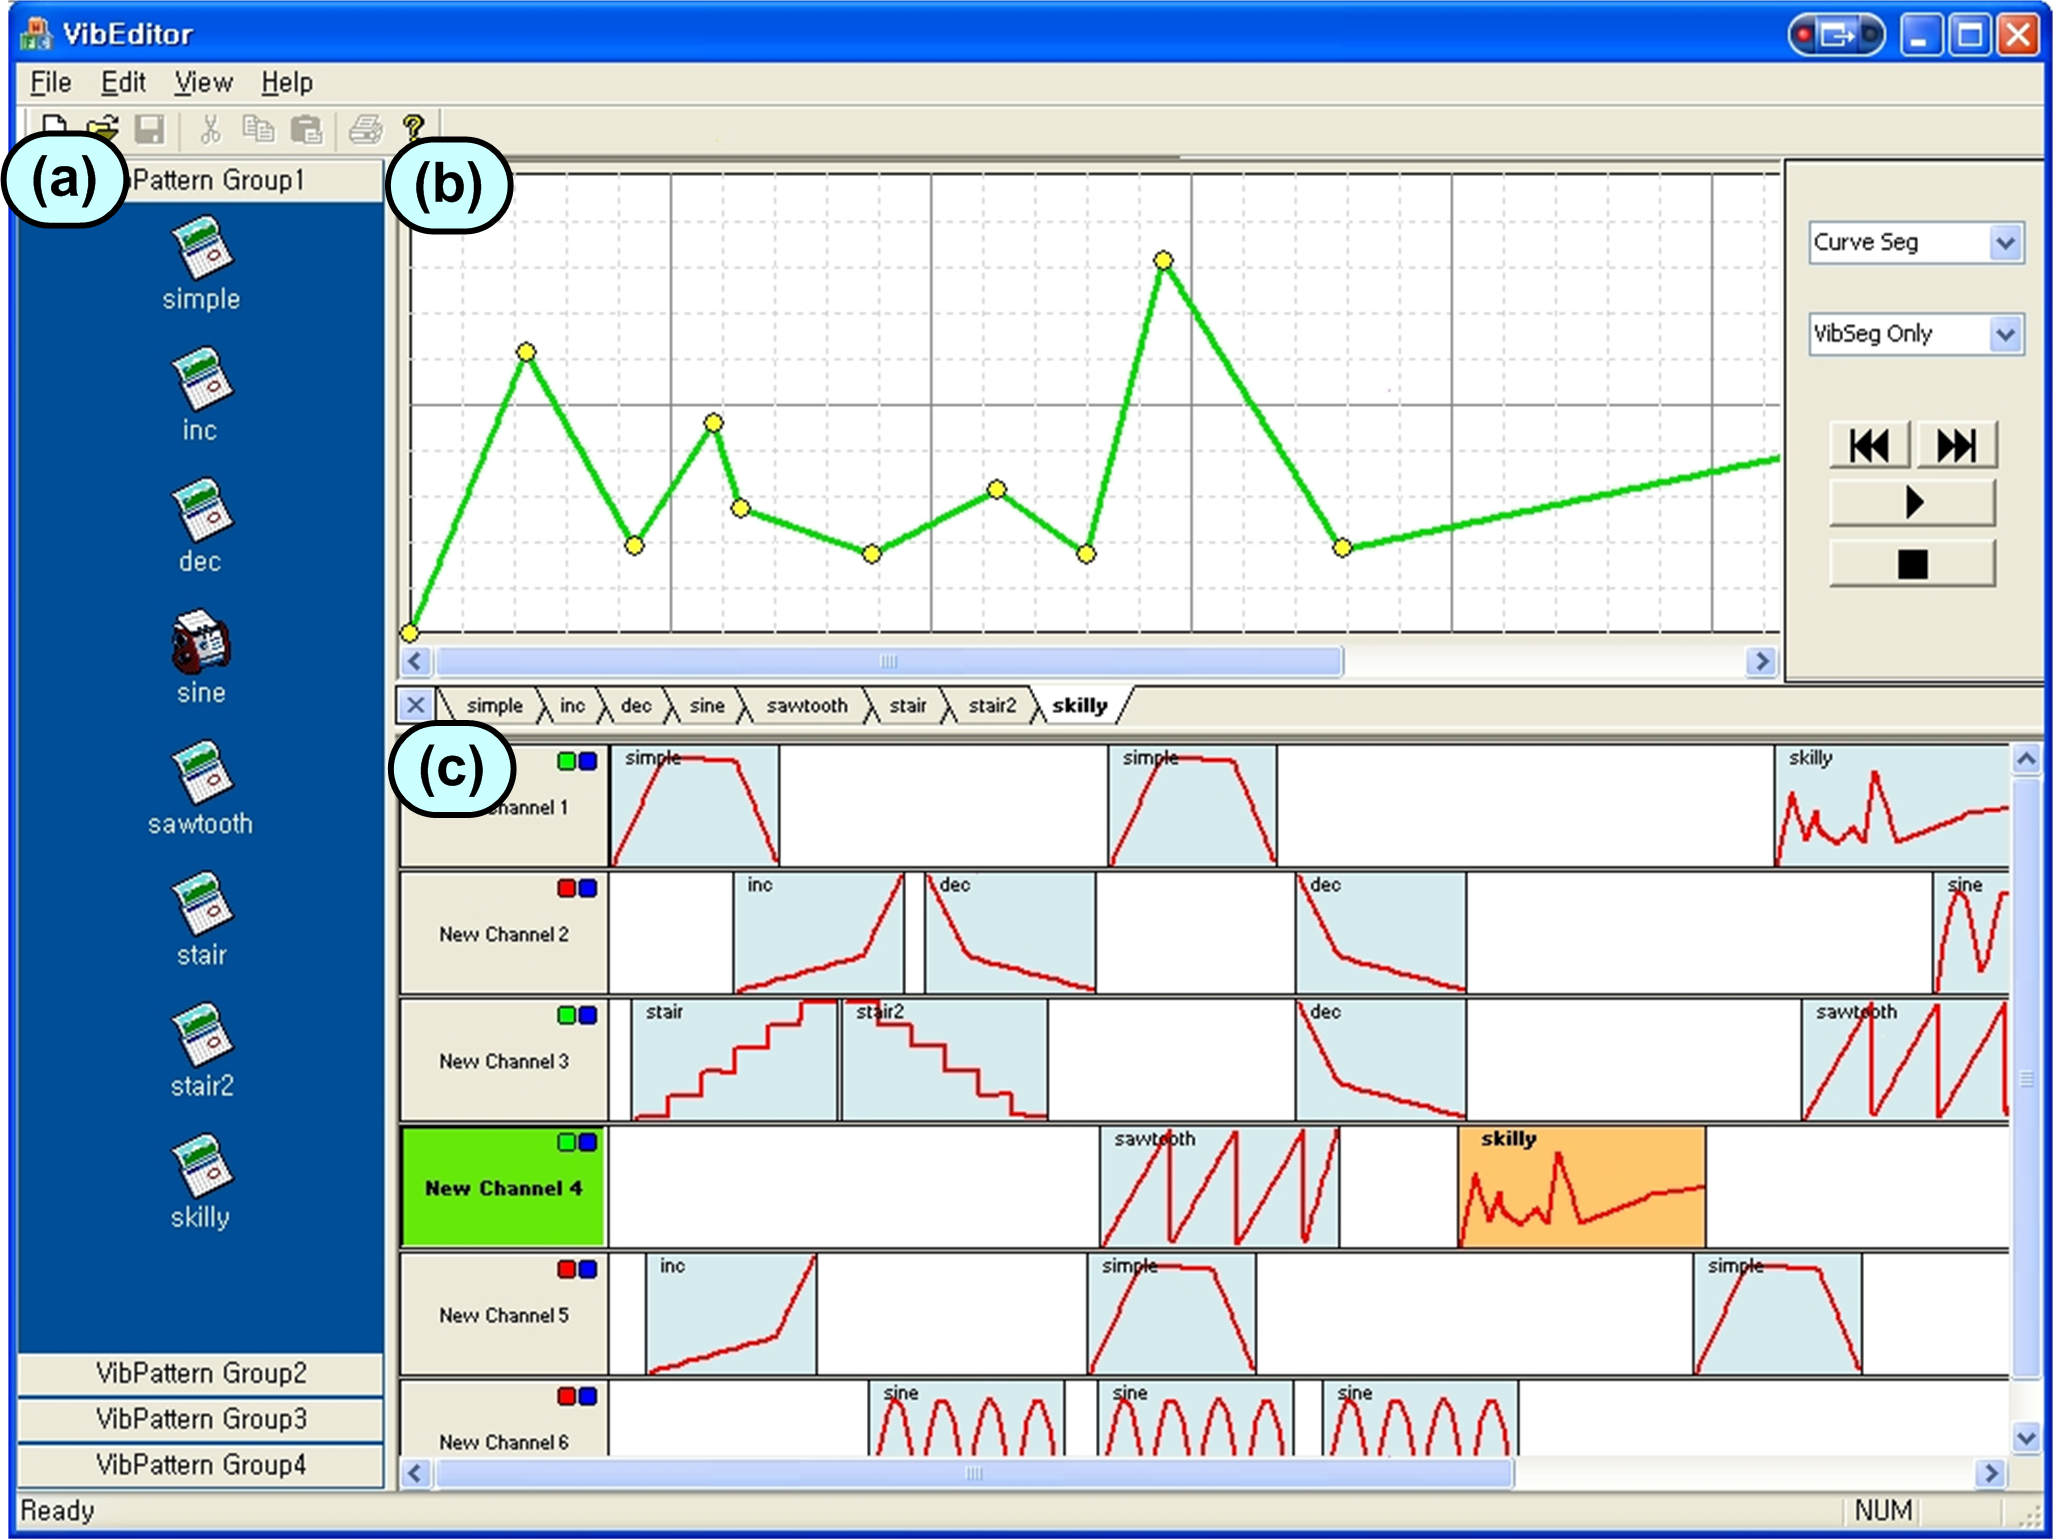 VibEditor
File Edit View Help
(a)
Pattern Group1
simple
inc
dec
sine
sawtooth
stair
stair2
skilly
VibPattern Group2
VibPattern Group3
VibPattern Group4
(b)
Curve Seg
VibSeg Only
simple inc dec sine sawtooth stair stair2 skilly
(c)
hannel 1
simple simple skilly
New Channel 2
inc dec dec sine
New Channel 3
stair stair2 dec sawtooth
New Channel 4
sawtooth skilly
New Channel 5
inc simple simple
New Channel 6
sine sine sine
Ready NUM